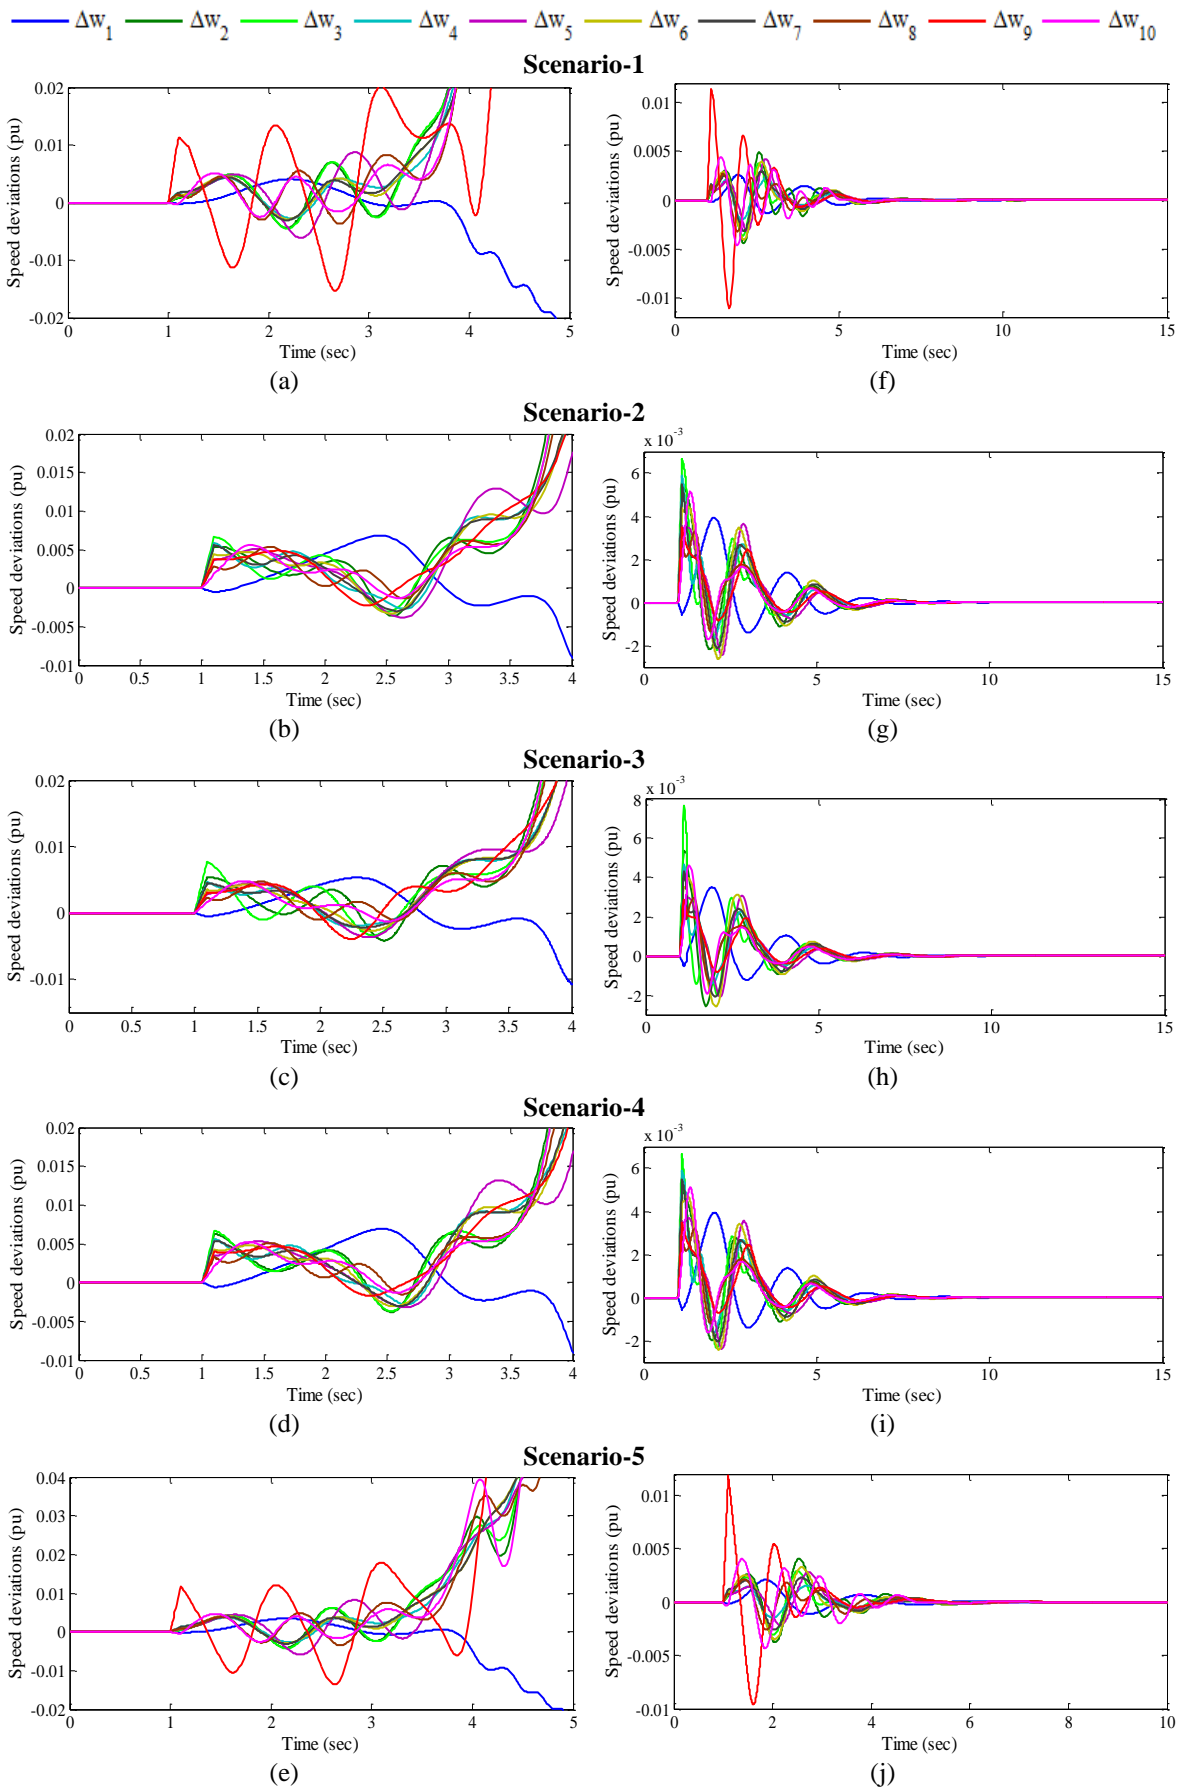 Δw1 Δw2 Δw3 Δw4 Δw5 Δw6 Δw7 Δw8 Δw9 Δw10
Scenario-1
Speed deviations (pu)
0.02
0.01
0
-0.01
-0.02
0 1 2 3 4 5
Time (sec)
(a)
Speed deviations (pu)
0.01
0.005
0
-0.005
-0.01
0 5 10 15
Time (sec)
(f)
Scenario-2
Speed deviations (pu)
0.02
0.015
0.01
0.005
0
-0.005
-0.01
0 0.5 1 1.5 2 2.5 3 3.5 4
Time (sec)
(b)
x 10-3
Speed deviations (pu)
6
4
2
0
-2
0 5 10 15
Time (sec)
(g)
Scenario-3
Speed deviations (pu)
0.02
0.01
0
-0.01
0 0.5 1 1.5 2 2.5 3 3.5 4
Time (sec)
(c)
x 10-3
Speed deviations (pu)
8
6
4
2
0
-2
0 5 10 15
Time (sec)
(h)
Scenario-4
Speed deviations (pu)
0.02
0.015
0.01
0.005
0
-0.005
-0.01
0 0.5 1 1.5 2 2.5 3 3.5 4
Time (sec)
(d)
x 10-3
Speed deviations (pu)
6
4
2
0
-2
0 5 10 15
Time (sec)
(i)
Scenario-5
Speed deviations (pu)
0.04
0.03
0.02
0.01
0
-0.01
-0.02
0 1 2 3 4 5
Time (sec)
(e)
Speed deviations (pu)
0.01
0.005
0
-0.005
-0.01
0 2 4 6 8 10
Time (sec)
(j)